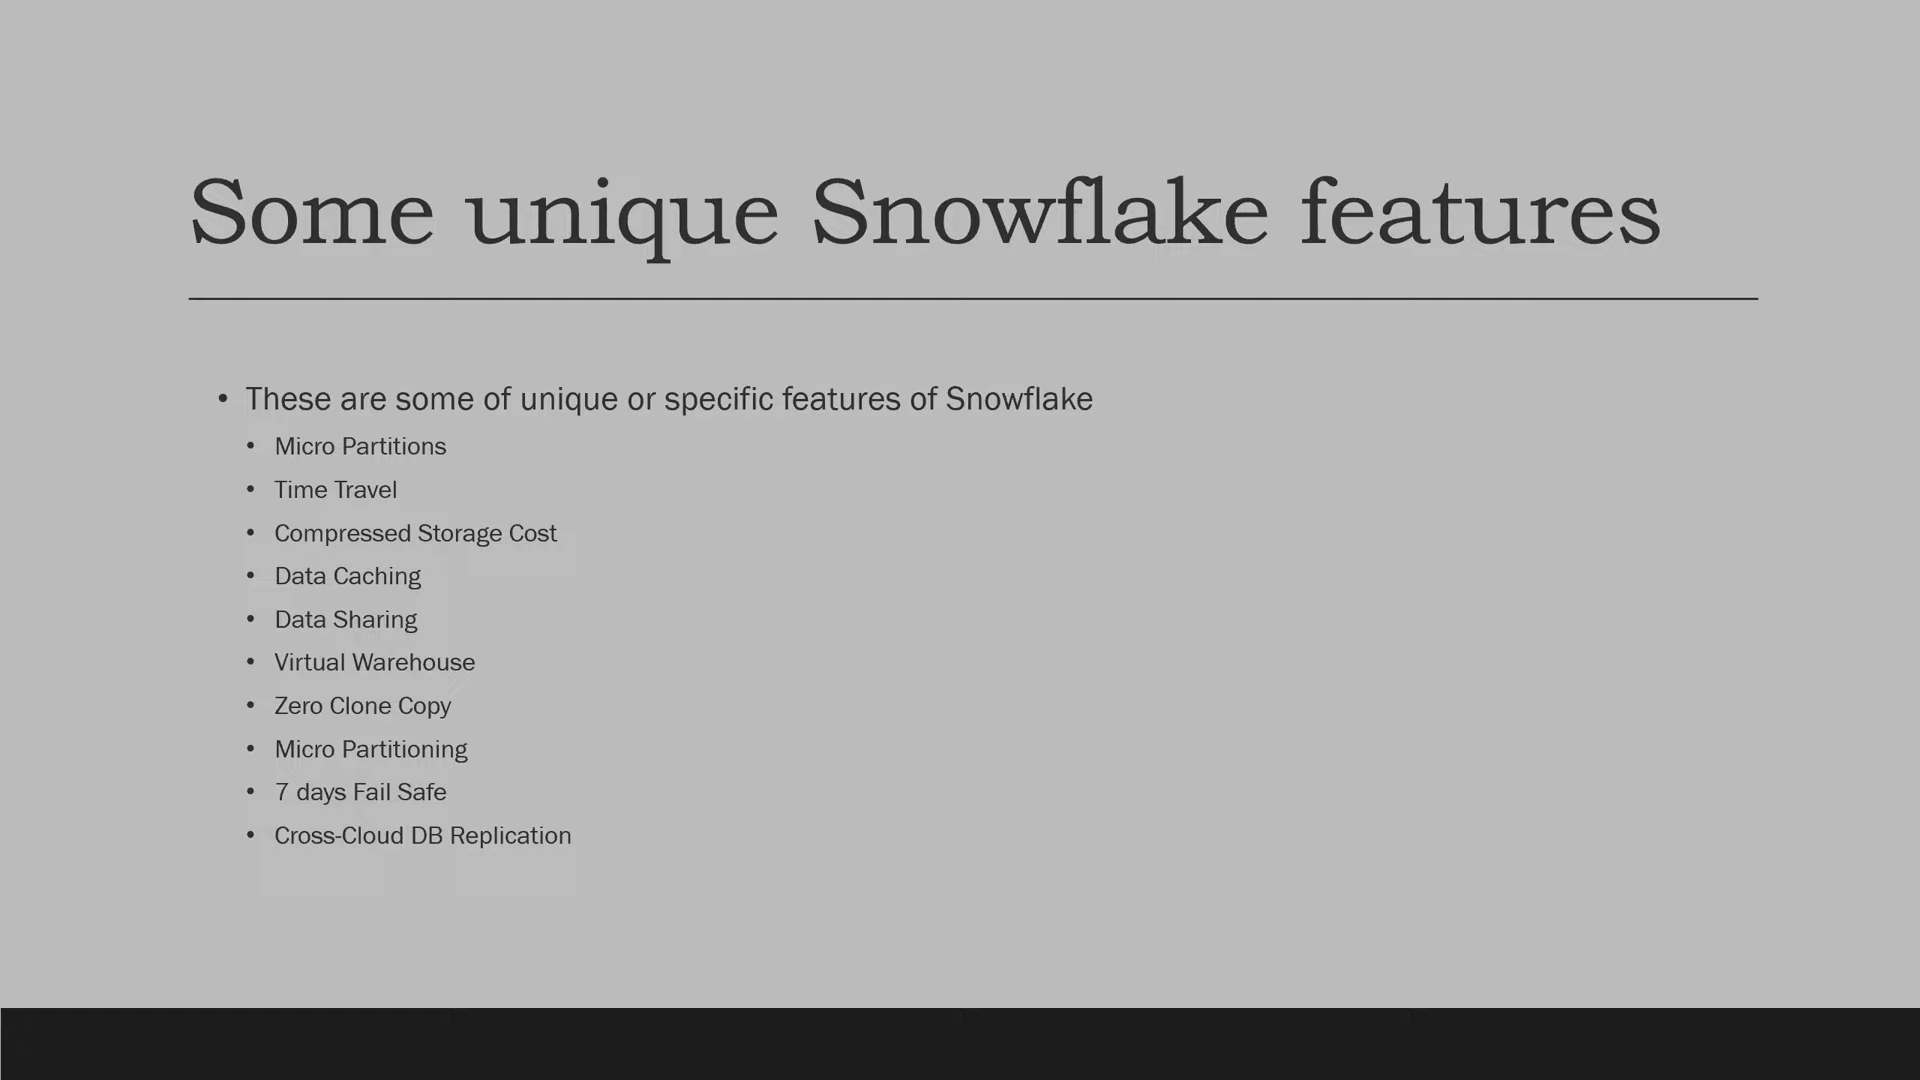 Some unique Snowflake features
• These are some of unique or specific features of Snowflake
• Micro Partitions
• Time Travel
• Compressed Storage Cost
• Data Caching
• Data Sharing
• Virtual Warehouse
• Zero Clone Copy
• Micro Partitioning
• 7 days Fail Safe
• Cross-Cloud DB Replication